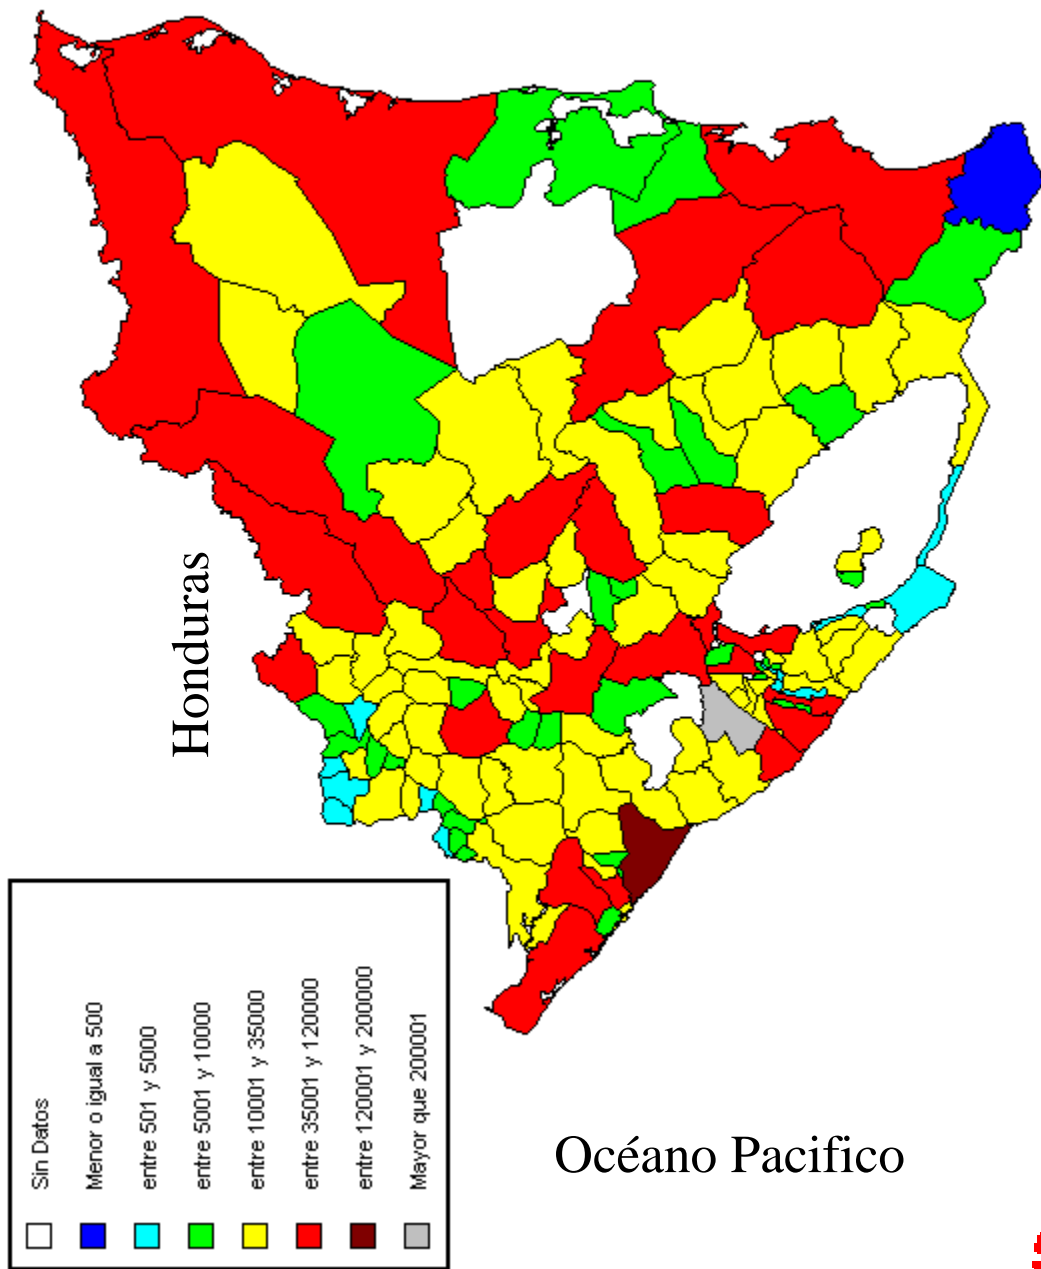 Honduras
Sin Datos
Menor o igual a 500
entre 501 y 5000
entre 5001 y 10000
entre 10001 y 35000
entre 35001 y 120000
entre 120001 y 200000
Mayor que 200001
Océano Pacifico